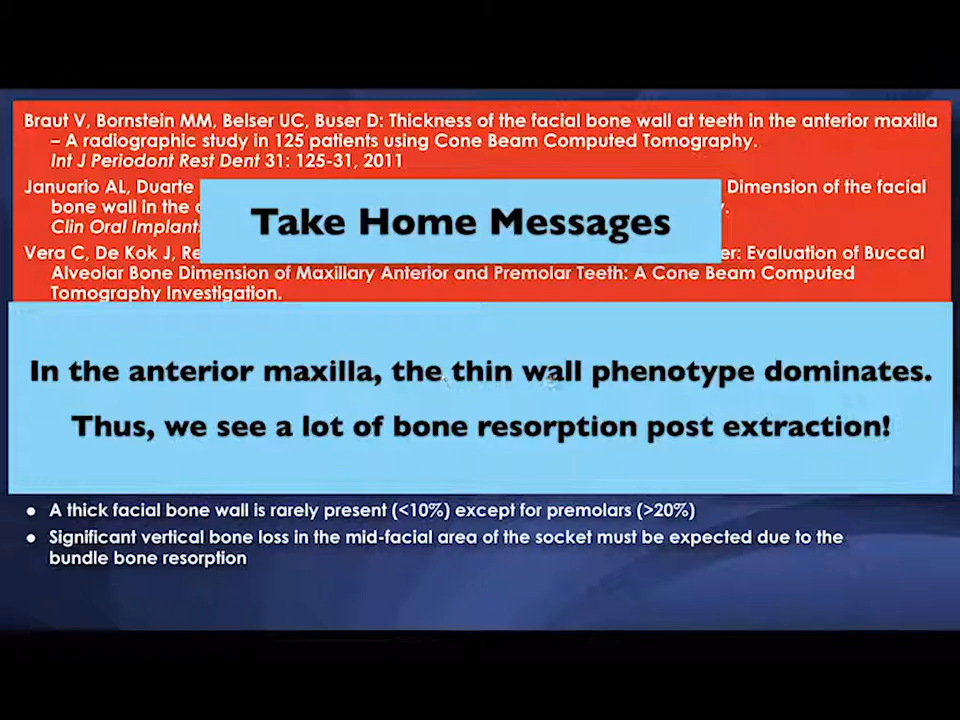 Braut V, Bornstein MM, Belser UC, Buser D: Thickness of the facial bone wall at teeth in the anterior maxilla
– A radiographic study in 125 patients using Cone Beam Computed Tomography.
Int J Periodont Rest Dent 31: 125-31, 2011
Januario AL, Duarte Dimension of the facial
bone wall in the
Clin Oral Implants
Take Home Messages
Vera C, De Kok J, Evaluation of Buccal
Alveolar Bone Dimension of Maxillary Anterior and Premolar Teeth: A Cone Beam Computed
Tomography Investigation.
In the anterior maxilla, the thin wall phenotype dominates.
Thus, we see a lot of bone resorption post extraction!
● A thick facial bone wall is rarely present (<10%) except for premolars (>20%)
● Significant vertical bone loss in the mid-facial area of the socket must be expected due to the
bundle bone resorption